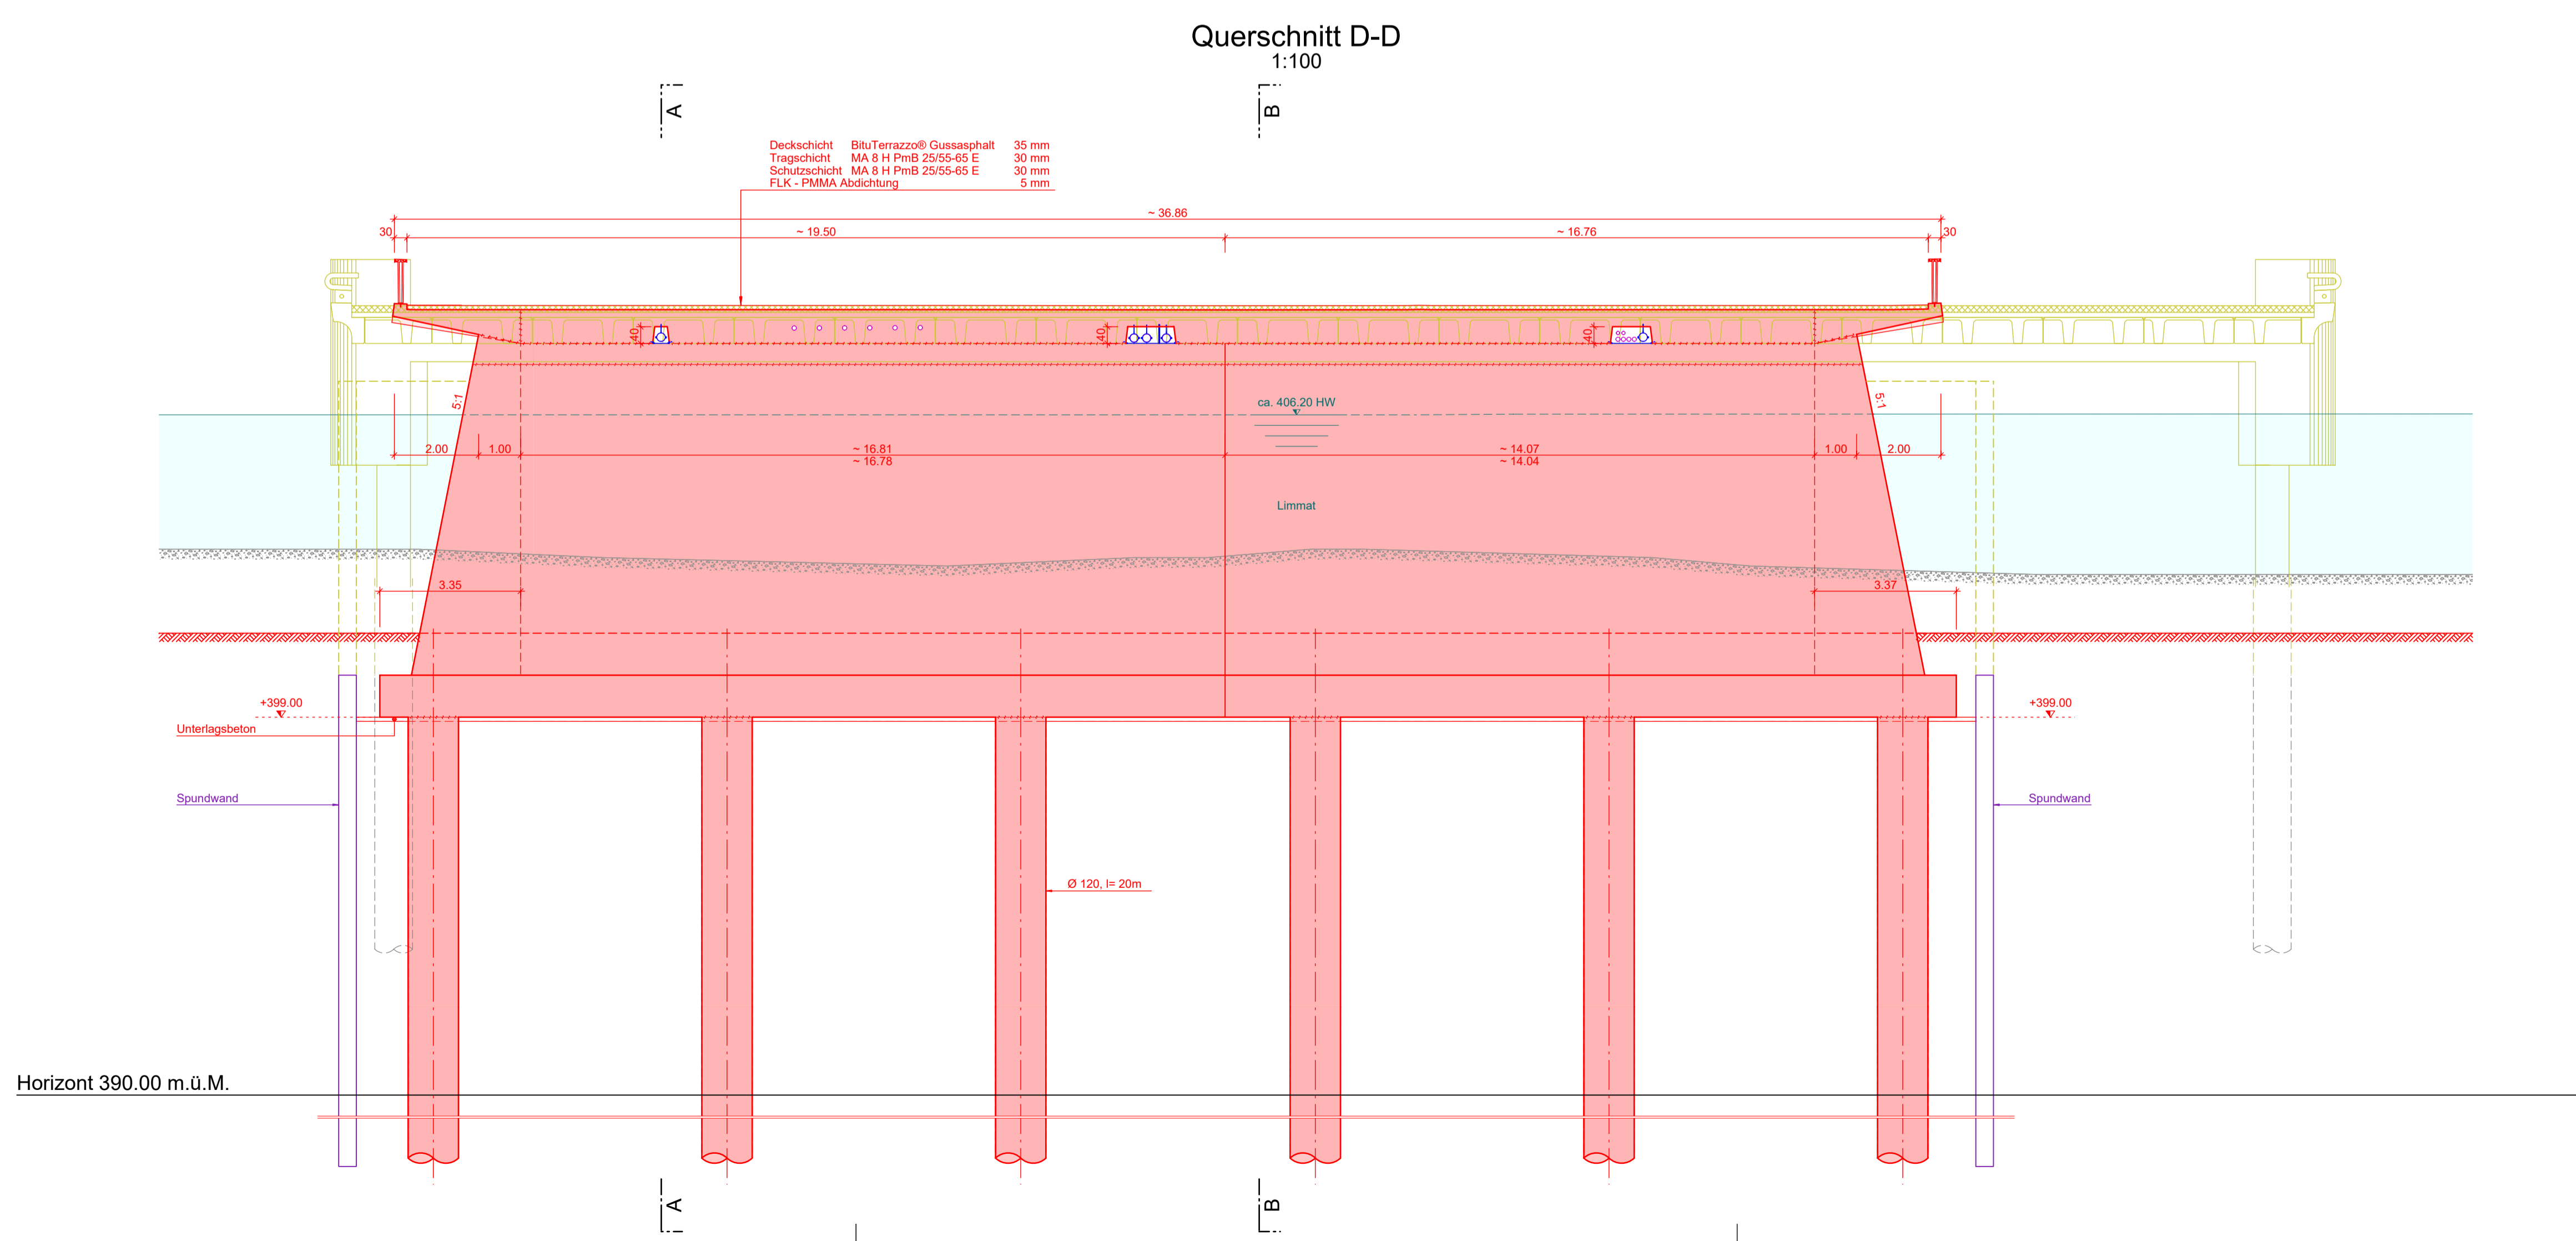 Querschnitt D-D
1:100
A
B
Deckschicht BituTerrazzo® Gussasphalt 35 mm
Tragschicht MA 8 H PmB 25/55-65 E 30 mm
Schutzschicht MA 8 H PmB 25/55-65 E 30 mm
FLK - PMMA Abdichtung 5 mm
~ 36.86
30 ~ 19.50 ~ 16.76 30
40 40 40
5:1 5:1
ca. 406.20 HW
2.00 1.00 ~ 16.81 ~ 14.07 1.00 2.00
~ 16.78 ~ 14.04
Limmat
3.35 3.37
+399.00 +399.00
Unterlagsbeton
Spundwand Spundwand
Ø 120, l= 20m
Horizont 390.00 m.ü.M.
A
B